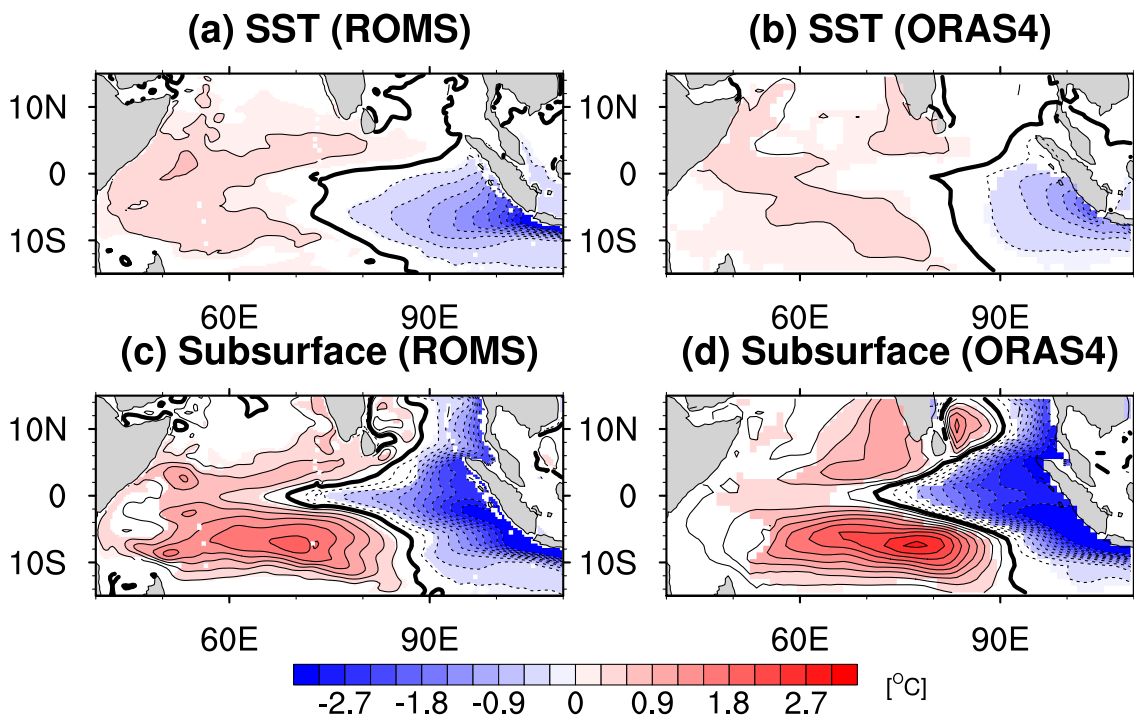 (a) SST (ROMS)
(b) SST (ORAS4)
10N
0
10S
60E
90E
10N
0
10S
60E
90E
(c) Subsurface (ROMS)
(d) Subsurface (ORAS4)
10N
0
10S
60E
90E
10N
0
10S
60E
90E
-2.7 -1.8 -0.9 0 0.9 1.8 2.7 [°C]